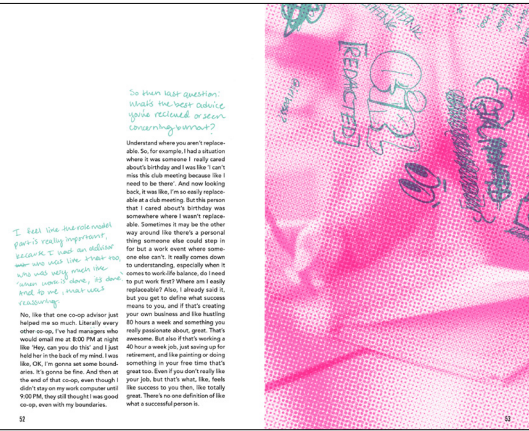 I feel like the role model
part is really important,
because I had an advisor
who was like that too,
who was very much like
"when work is done, it's done"
that to me, that was
reassuring.
No, like that one co-op advisor just
helped me so much. Literally every
other co-op, I've had managers who
would email me at 8:00 PM at night
like 'Hey, can you do this' and I just
held her in the back of my mind. I was
like, OK, I'm gonna set some bound-
aries. It's gonna be fine. And then at
the end of that co-op, even though I
didn't stay on my work computer until
9:00 PM, they still thought I was good
co-op, even with my boundaries.
52
So then last question:
what's the best advice
you've recieved or seen
concerning burnout?
Understand where you aren't replace-
able. So, for example, I had a situation
where it was someone I really cared
about's birthday and I was like 'I can't
miss this club meeting because like I
need to be there'. And now looking
back, it was like, I'm so easily replace-
able at a club meeting. But this person
that I cared about's birthday was
somewhere where I wasn't replace-
able. Sometimes it may be the other
way around like there's a personal
thing someone else could step in
for but a work event where some-
one else can't. It really comes down
to understanding, especially when it
comes to work-life balance, do I need
to put work first? Where am I easily
replaceable? Also, I already said it,
but you get to define what success
means to you, and if that's creating
your own business and like hustling
80 hours a week and something you
really passionate about, great. That's
awesome. But also if that's working a
40 hour a week job, just saving up for
retirement, and like painting or doing
something in your free time that's
great too. Even if you don't really like
your job, but that's what, like, feels
like success to you then, like totally
great. There's no one definition of like
what a successful person is.
[REDACTED]
53